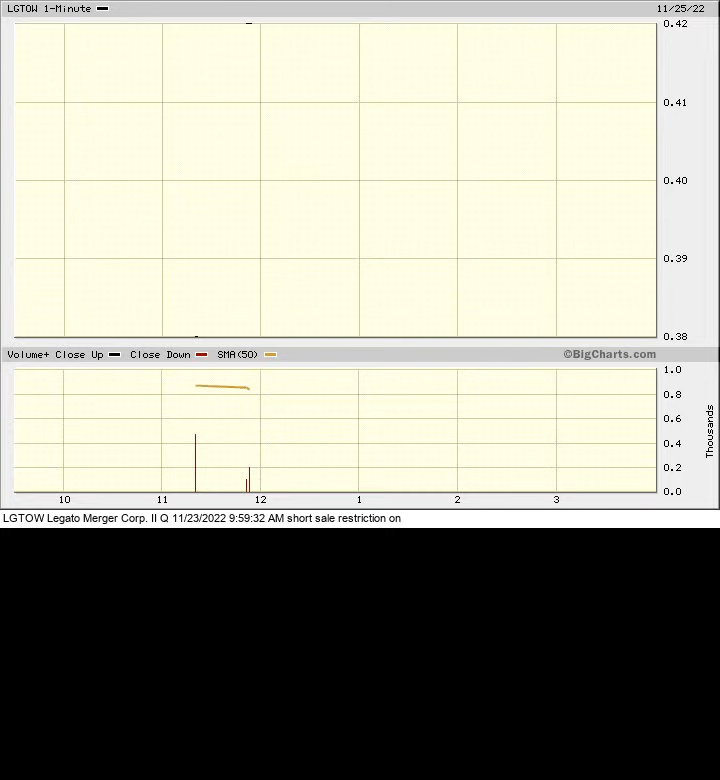 LGTOW 1-Minute 11/25/22
0.42
0.41
0.40
0.39
0.38
Volume+ Close Up Close Down SMA(50) ©BigCharts.com
1.0
0.8
0.6
0.4
0.2
0.0
Thousands
10 11 12 1 2 3
LGTOW Legato Merger Corp. II Q 11/23/2022 9:59:32 AM short sale restriction on